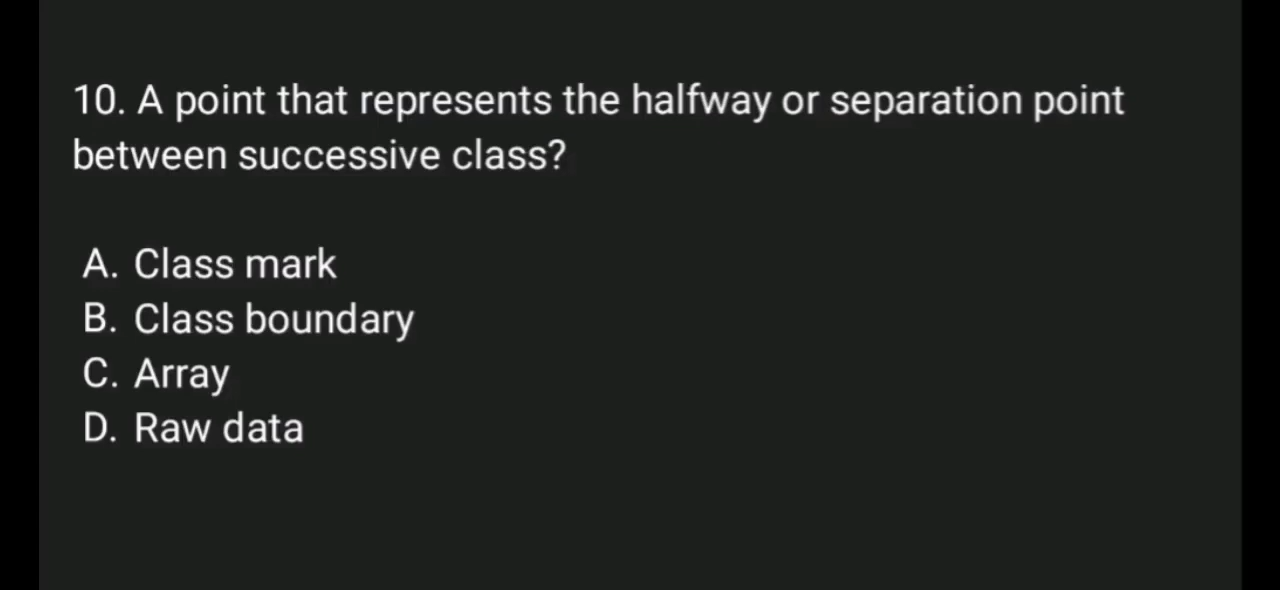 10. A point that represents the halfway or separation point
between successive class?
A. Class mark
B. Class boundary
C. Array
D. Raw data